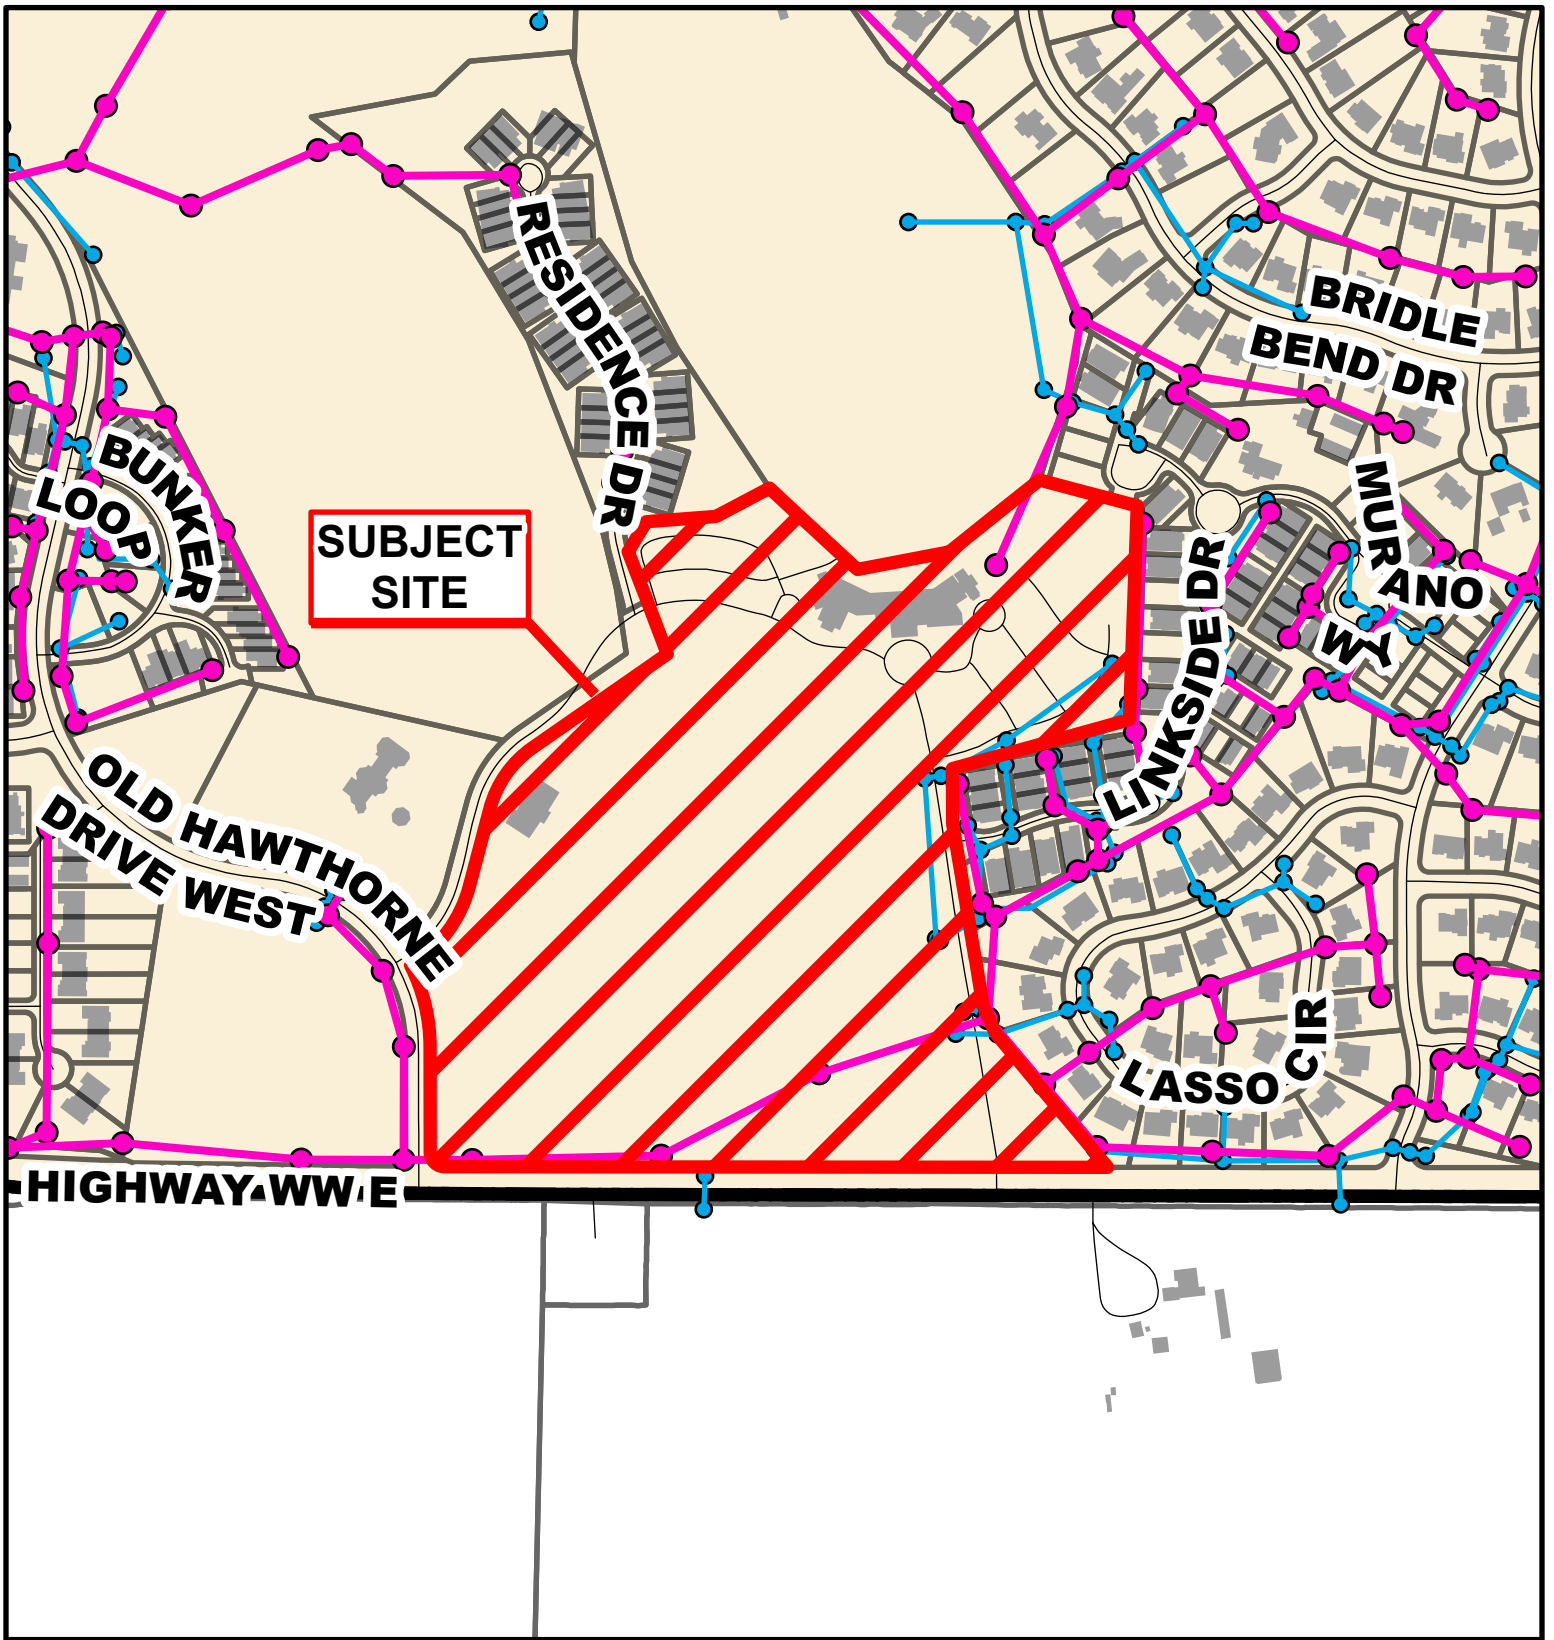 RESIDENCE DR
BRIDLE
BEND DR
BUNKER
LOOP
SUBJECT
SITE
MURANO
WY
LINKSIDE DR
OLD HAWTHORNE
DRIVE WEST
LASSO CIR
HIGHWAY WW E